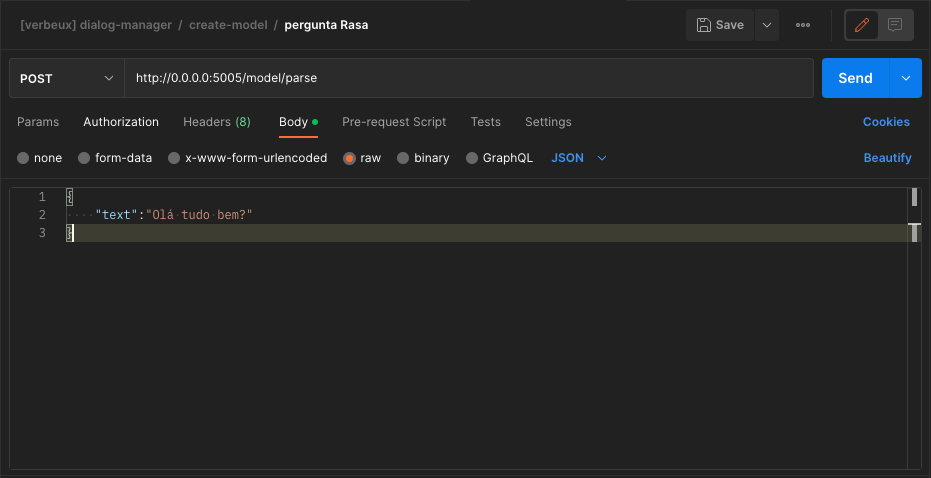 [verbeux] dialog-manager / create-model / pergunta Rasa Save
POST http://0.0.0.0:5005/model/parse Send
Params Authorization Headers (8) Body Pre-request Script Tests Settings Cookies
none form-data x-www-form-urlencoded raw binary GraphQL JSON Beautify
1 {
2 "text":"Olá tudo bem?"
3 }